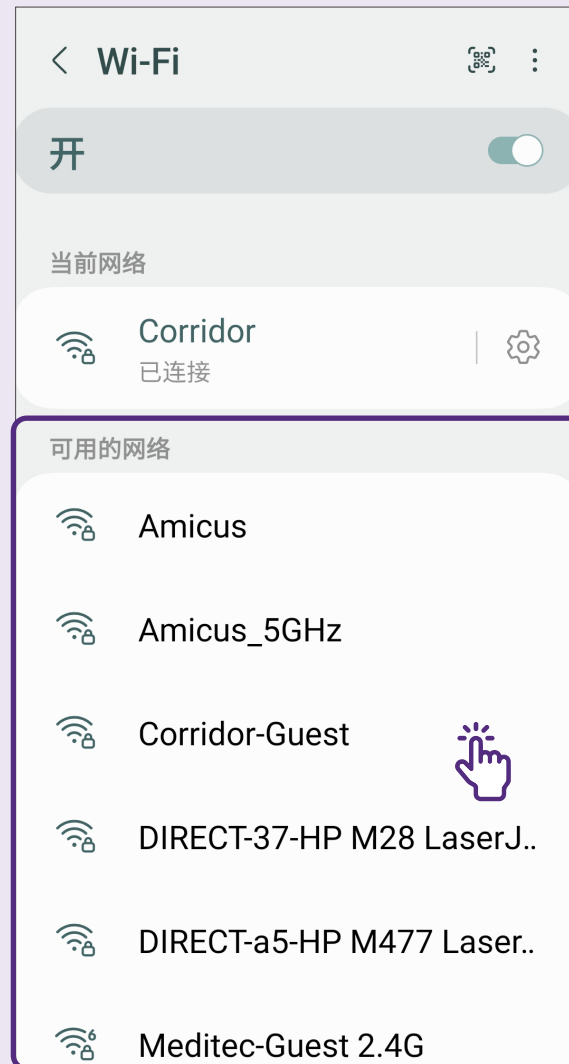 Wi-Fi
开
当前网络
Corridor
已连接
可用的网络
Amicus
Amicus_5GHz
Corridor-Guest
DIRECT-37-HP M28 LaserJ..
DIRECT-a5-HP M477 Laser..
6
Meditec-Guest 2.4G